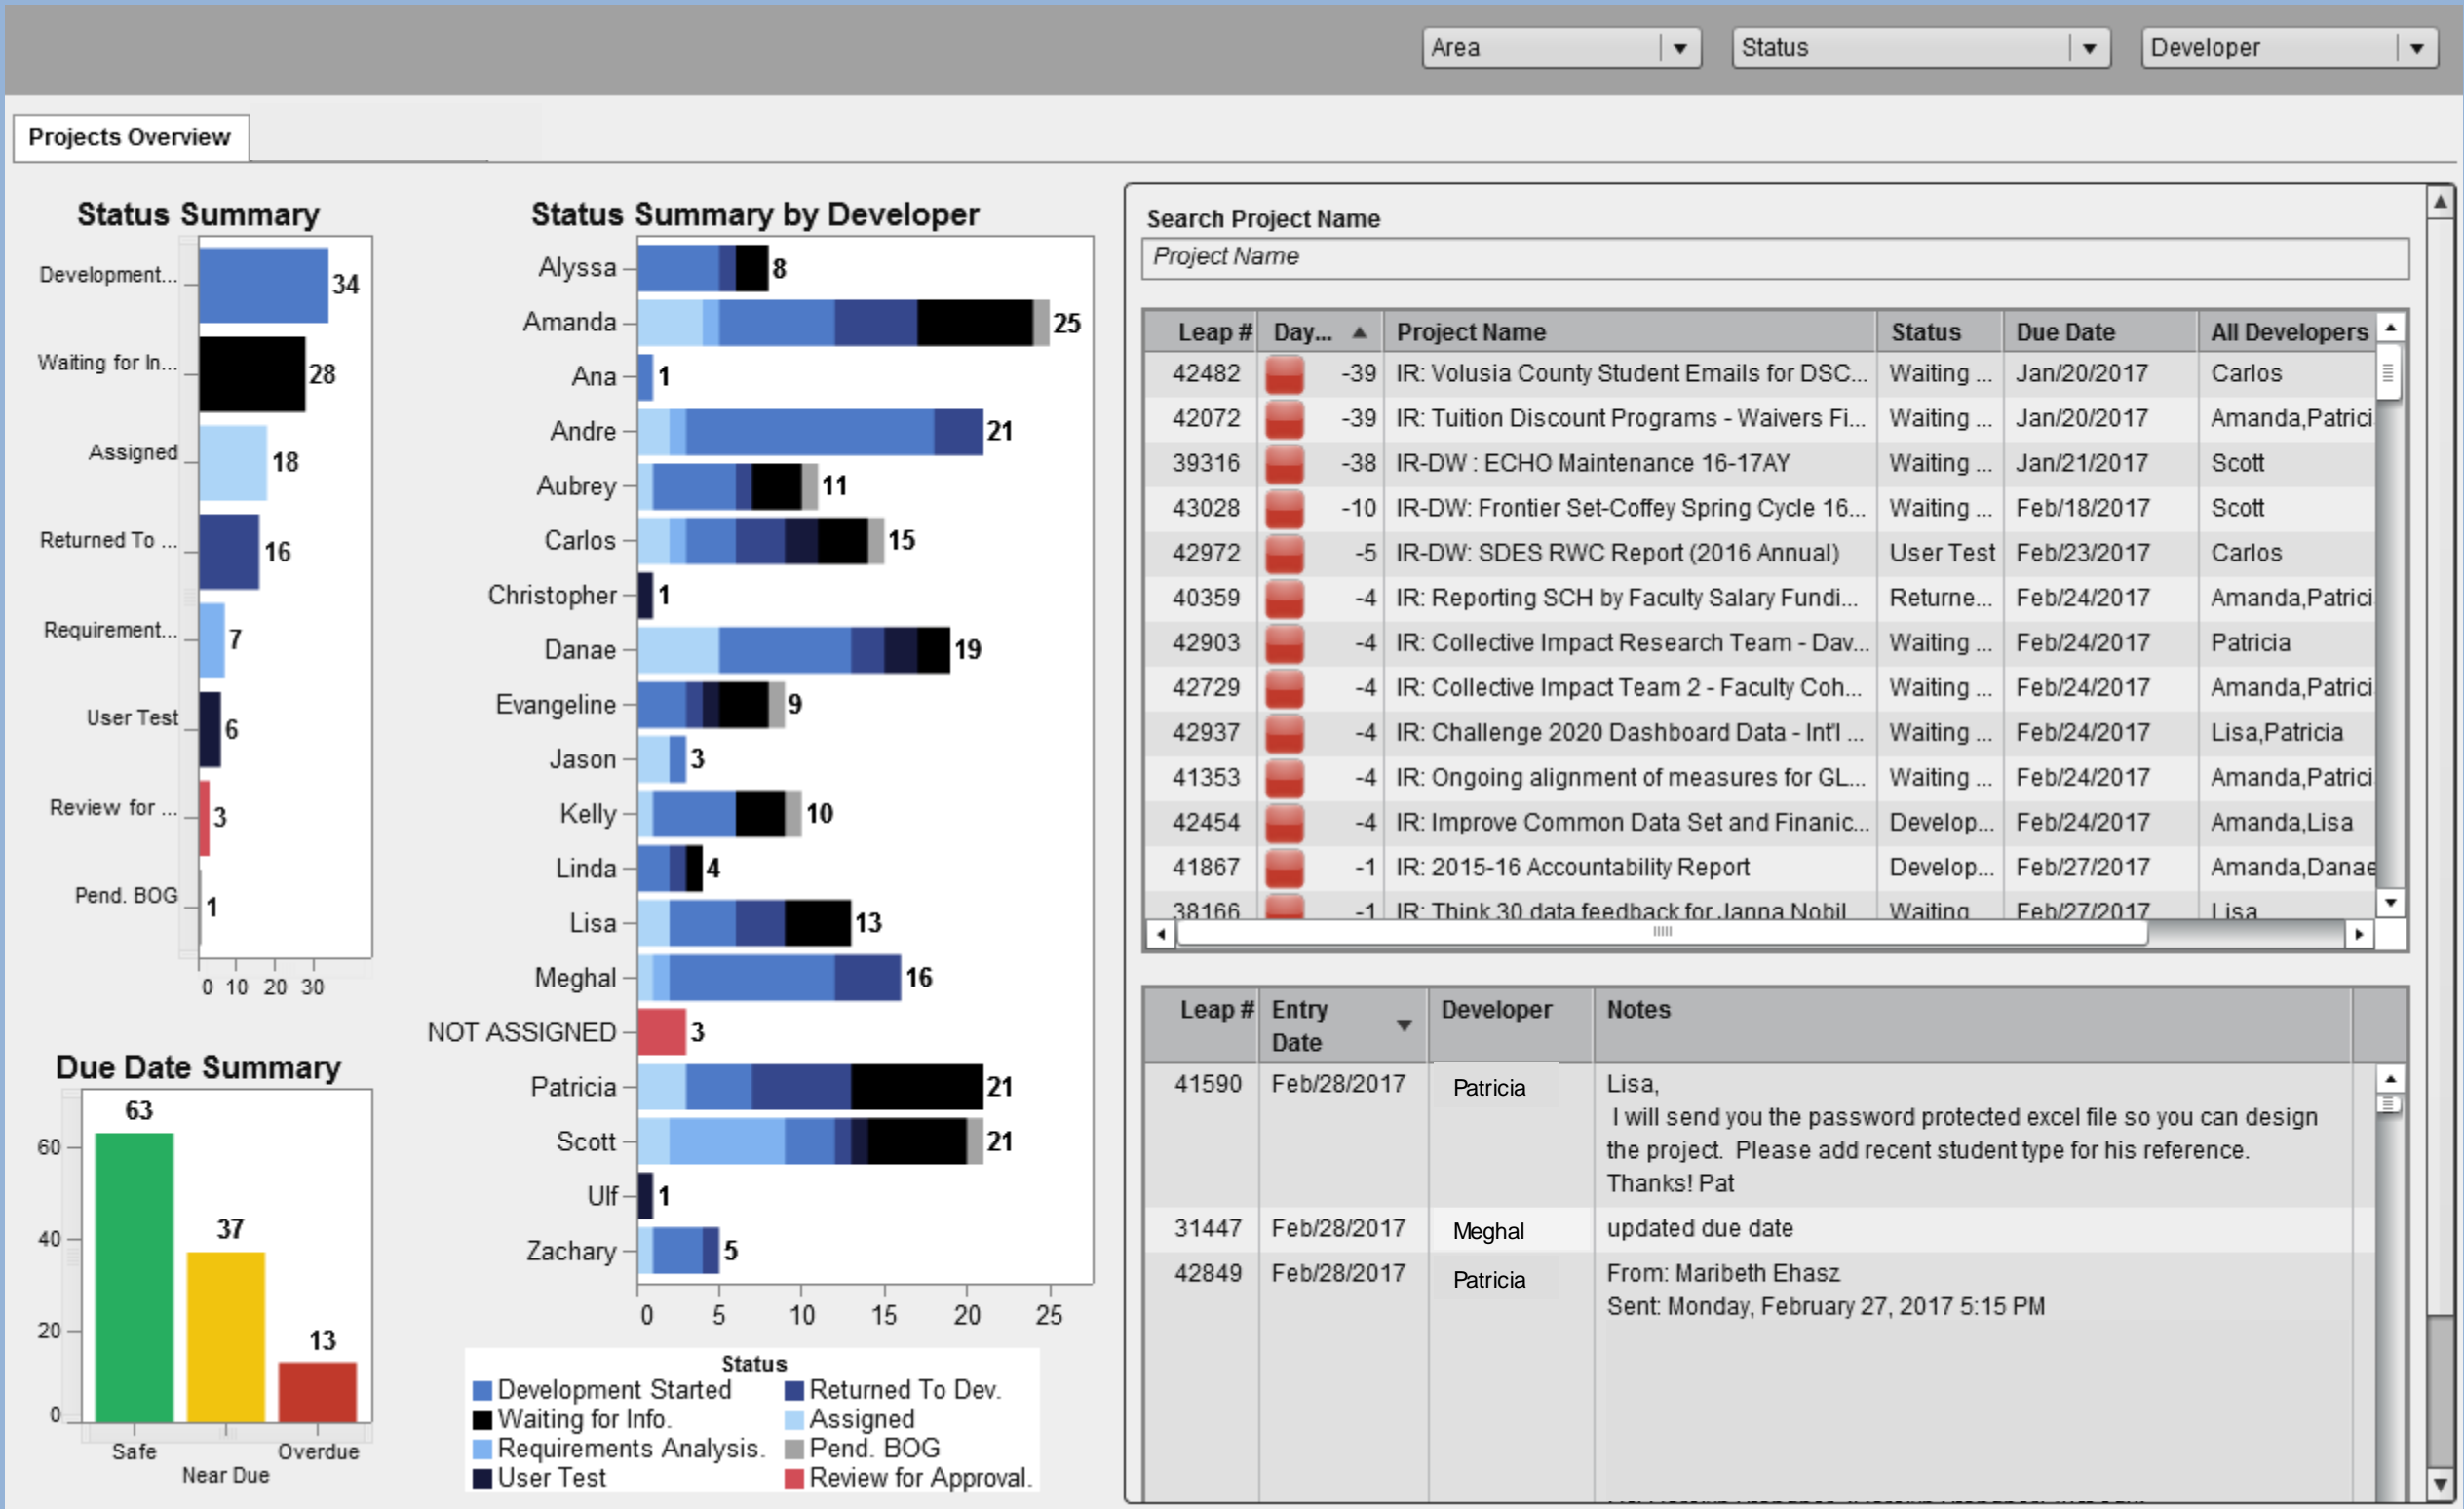 Area
Status
Developer
Projects Overview
Status Summary
Development...
34
Waiting for In...
28
Assigned
18
Returned To ...
16
Requirement...
7
User Test
6
Review for ...
3
Pend. BOG
1
0 10 20 30
Due Date Summary
63
37
13
60
40
20
0
Safe
Near Due
Overdue
Status Summary by Developer
Alyssa 8
Amanda 25
Ana 1
Andre 21
Aubrey 11
Carlos 15
Christopher 1
Danae 19
Evangeline 9
Jason 3
Kelly 10
Linda 4
Lisa 13
Meghal 16
NOT ASSIGNED 3
Patricia 21
Scott 21
Ulf 1
Zachary 5
0 5 10 15 20 25
Status
Development Started Returned To Dev.
Waiting for Info. Assigned
Requirements Analysis. Pend. BOG
User Test Review for Approval.
Search Project Name
Project Name
Leap # Day... Project Name Status Due Date All Developers
42482 -39 IR: Volusia County Student Emails for DSC... Waiting ... Jan/20/2017 Carlos
42072 -39 IR: Tuition Discount Programs - Waivers Fi... Waiting ... Jan/20/2017 Amanda,Patrici
39316 -38 IR-DW : ECHO Maintenance 16-17AY Waiting ... Jan/21/2017 Scott
43028 -10 IR-DW: Frontier Set-Coffey Spring Cycle 16... Waiting ... Feb/18/2017 Scott
42972 -5 IR-DW: SDES RWC Report (2016 Annual) User Test Feb/23/2017 Carlos
40359 -4 IR: Reporting SCH by Faculty Salary Fundi... Returne... Feb/24/2017 Amanda,Patrici
42903 -4 IR: Collective Impact Research Team - Dav... Waiting ... Feb/24/2017 Patricia
42729 -4 IR: Collective Impact Team 2 - Faculty Coh... Waiting ... Feb/24/2017 Amanda,Patrici
42937 -4 IR: Challenge 2020 Dashboard Data - Int'l ... Waiting ... Feb/24/2017 Lisa,Patricia
41353 -4 IR: Ongoing alignment of measures for GL... Waiting ... Feb/24/2017 Amanda,Patrici
42454 -4 IR: Improve Common Data Set and Finanic... Develop... Feb/24/2017 Amanda,Lisa
41867 -1 IR: 2015-16 Accountability Report Develop... Feb/27/2017 Amanda,Danae
38166 -1 IR: Think 30 data feedback for Janna Nobil Waiting Feb/27/2017 Lisa
Leap # Entry Date Developer Notes
41590 Feb/28/2017 Patricia Lisa,
I will send you the password protected excel file so you can design
the project. Please add recent student type for his reference.
Thanks! Pat
31447 Feb/28/2017 Meghal updated due date
42849 Feb/28/2017 Patricia From: Maribeth Ehasz
Sent: Monday, February 27, 2017 5:15 PM